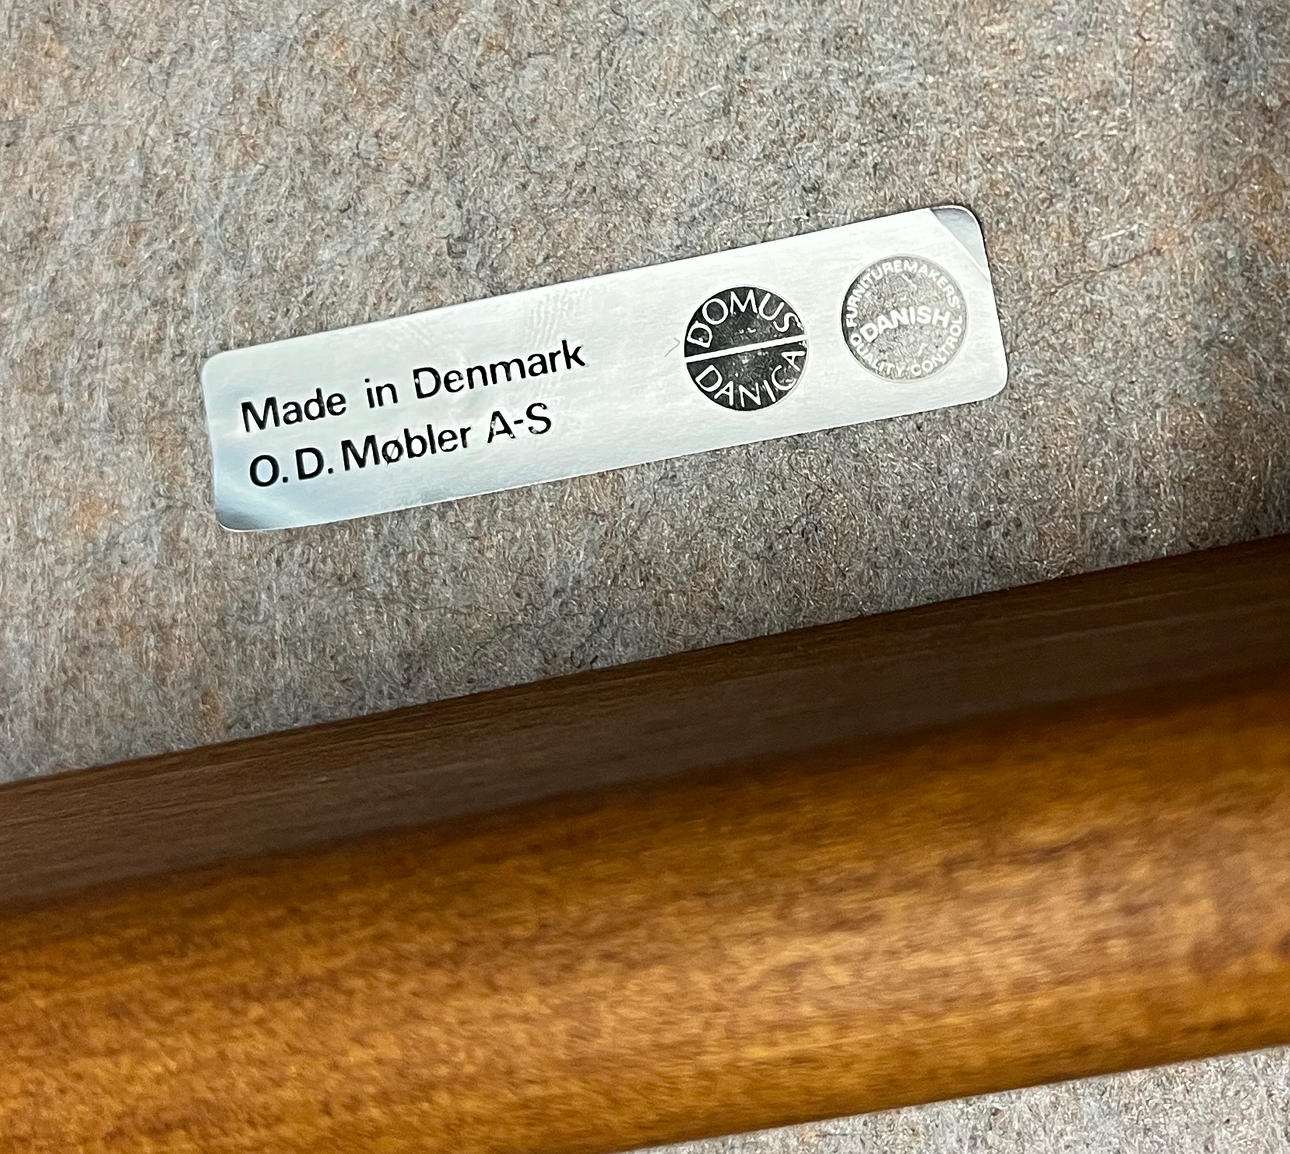 Made in Denmark
O.D. Møbler A-S
DOMUS
DANICA
FURNITUREMAKERS'
DANISH
QUALITY CONTROL